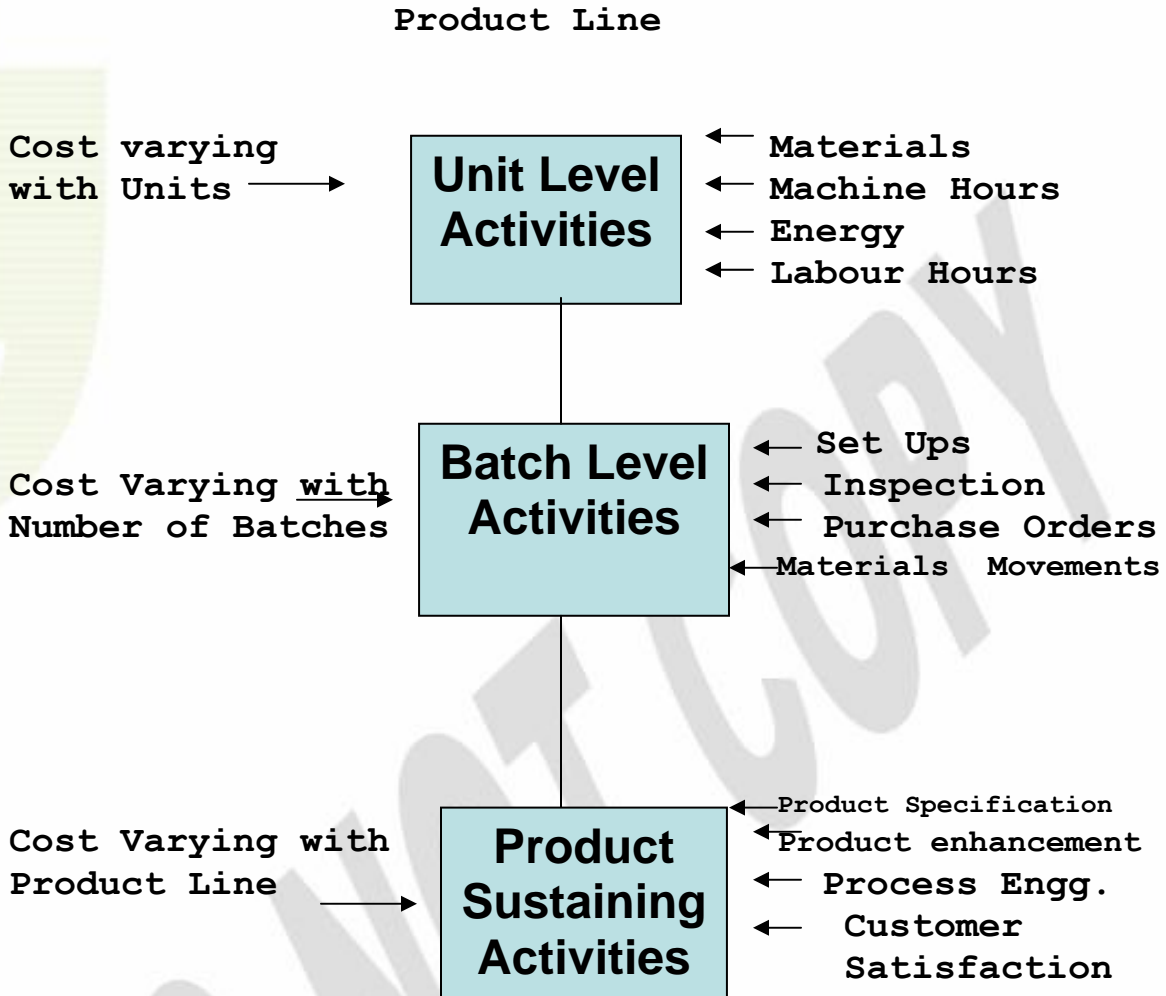 Product Line
Cost varying
with Units
Unit Level
Activities
Materials
Machine Hours
Energy
Labour Hours
Cost Varying with
Number of Batches
Batch Level
Activities
Set Ups
Inspection
Purchase Orders
Materials Movements
Cost Varying with
Product Line
Product
Sustaining
Activities
Product Specification
Product enhancement
Process Engg.
Customer
Satisfaction
NOT COPY